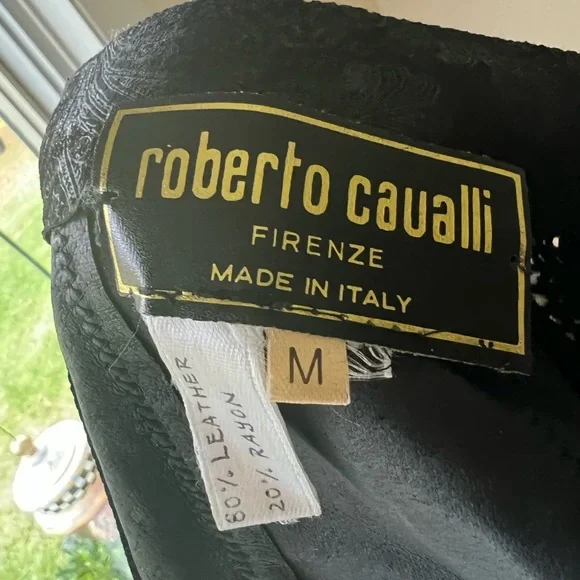 roberto cavalli
FIRENZE
MADE IN ITALY
M
80% LEATHER
20% RAYON